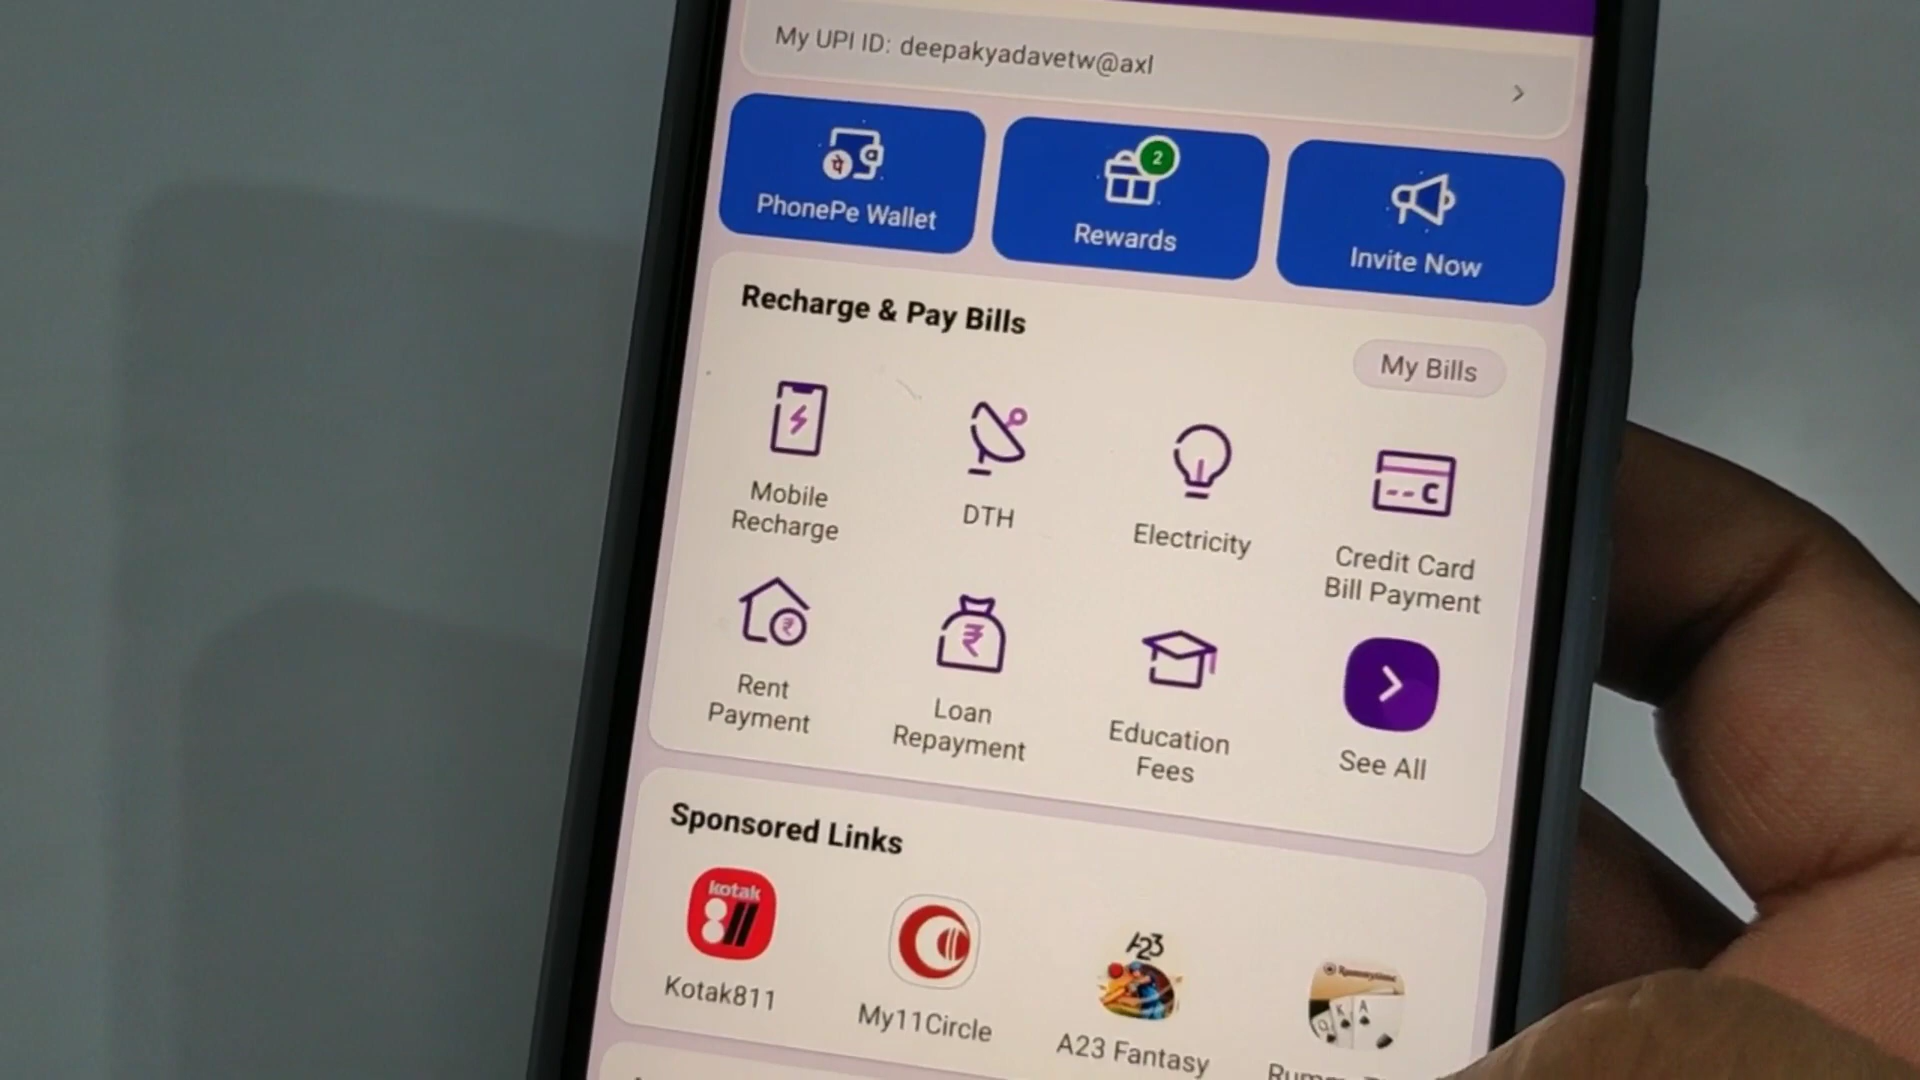 My UPI ID: deepakyadavetw@axl
पे
2
PhonePe Wallet
Rewards
Invite Now
Recharge & Pay Bills
My Bills
Mobile
Recharge
DTH
Electricity
Credit Card
Bill Payment
Rent
Payment
Loan
Repayment
Education
Fees
See All
Sponsored Links
kotak
811
A23
Kotak811
My11Circle
A23 Fantasy